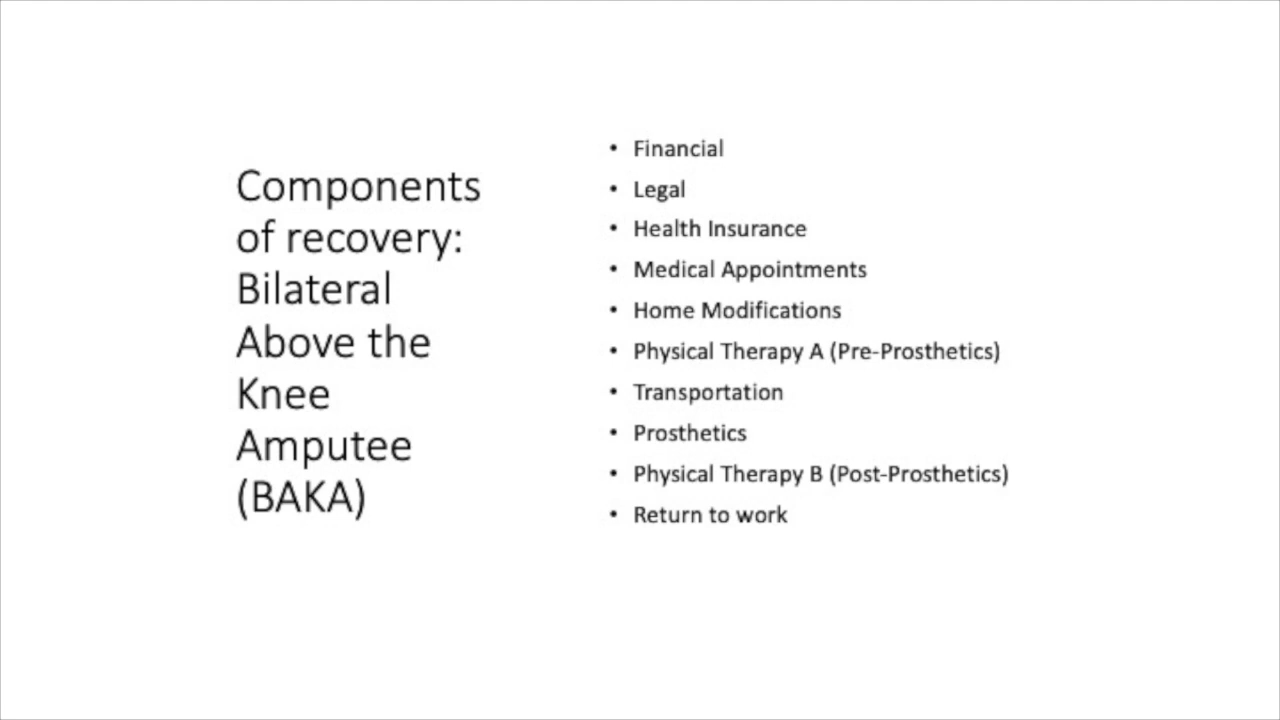 Components
of recovery:
Bilateral
Above the
Knee
Amputee
(BAKA)
• Financial
• Legal
• Health Insurance
• Medical Appointments
• Home Modifications
• Physical Therapy A (Pre-Prosthetics)
• Transportation
• Prosthetics
• Physical Therapy B (Post-Prosthetics)
• Return to work